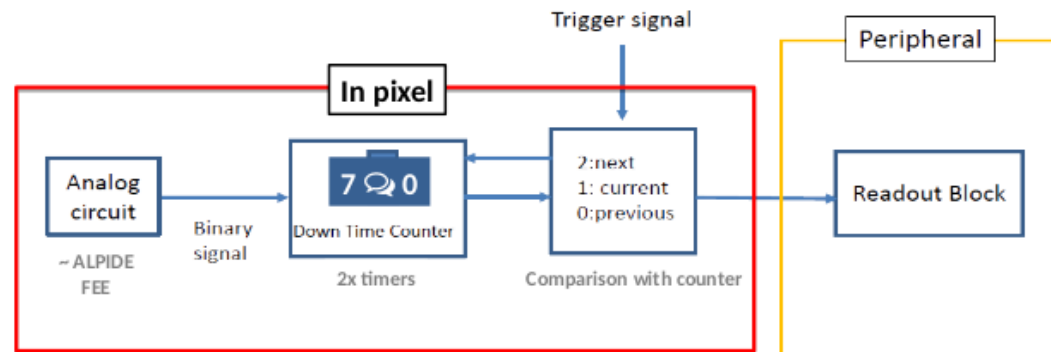 Trigger signal
Peripheral
In pixel
Analog
circuit
Binary
signal
~ ALPIDE
FEE
7 0
Down Time Counter
2x timers
2:next
1: current
0:previous
Comparison with counter
Readout Block